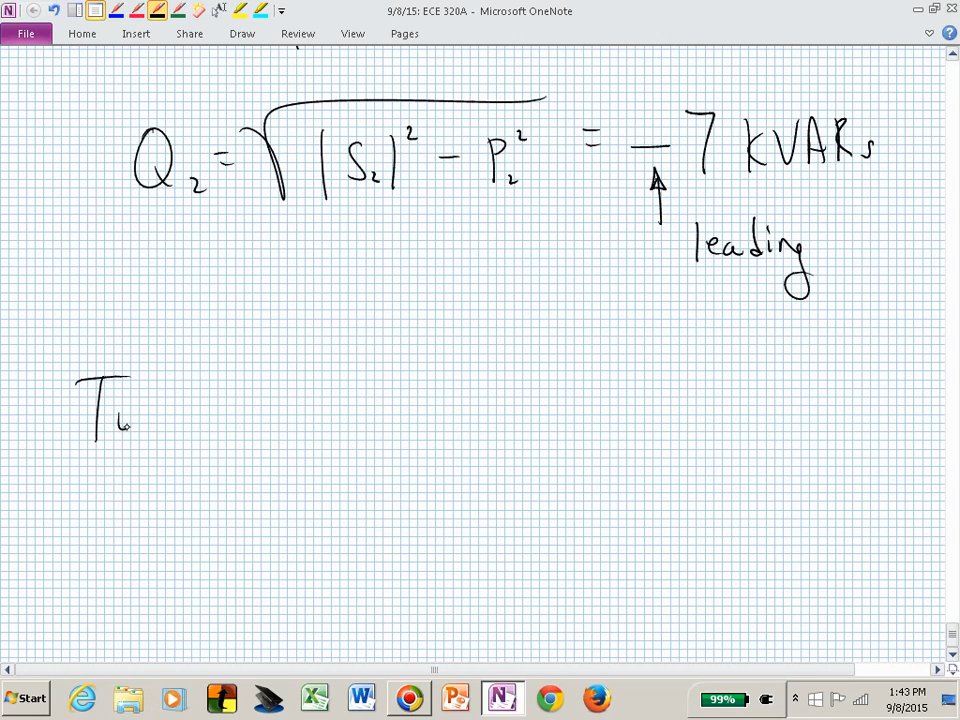 9/8/15: ECE 320A - Microsoft OneNote
File Home Insert Share Draw Review View Pages
Q₂ = √(|S₂|² - P₂²) = - 7 kVARs
leading
T
Start 99% 1:43 PM
9/8/2015